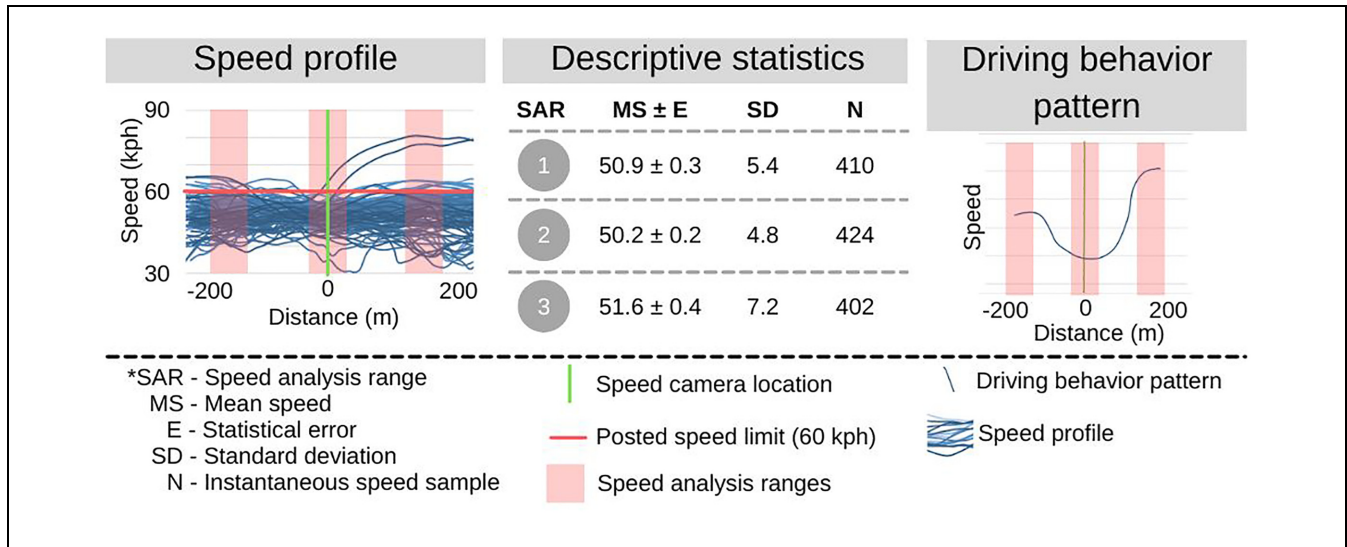 Speed profile
90
60
30
Speed (kph)
-200 0 200
Distance (m)
Descriptive statistics
SAR MS ± E SD N
1 50.9 ± 0.3 5.4 410
2 50.2 ± 0.2 4.8 424
3 51.6 ± 0.4 7.2 402
Driving behavior
pattern
Speed
-200 0 200
Distance (m)
*SAR - Speed analysis range
MS - Mean speed
E - Statistical error
SD - Standard deviation
N - Instantaneous speed sample
Speed camera location
Posted speed limit (60 kph)
Speed analysis ranges
Driving behavior pattern
Speed profile